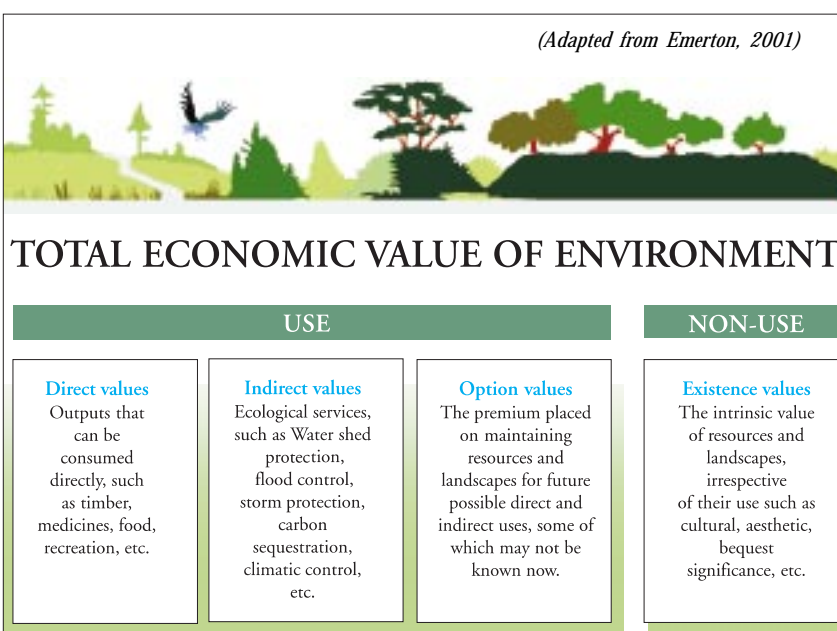 (Adapted from Emerton, 2001)
TOTAL ECONOMIC VALUE OF ENVIRONMENT
USE
NON-USE
Direct values
Outputs that
can be
consumed
directly, such
as timber,
medicines, food,
recreation, etc.
Indirect values
Ecological services,
such as Water shed
protection,
flood control,
storm protection,
carbon
sequestration,
climatic control,
etc.
Option values
The premium placed
on maintaining
resources and
landscapes for future
possible direct and
indirect uses, some of
which may not be
known now.
Existence values
The intrinsic value
of resources and
landscapes,
irrespective
of their use such as
cultural, aesthetic,
bequest
significance, etc.